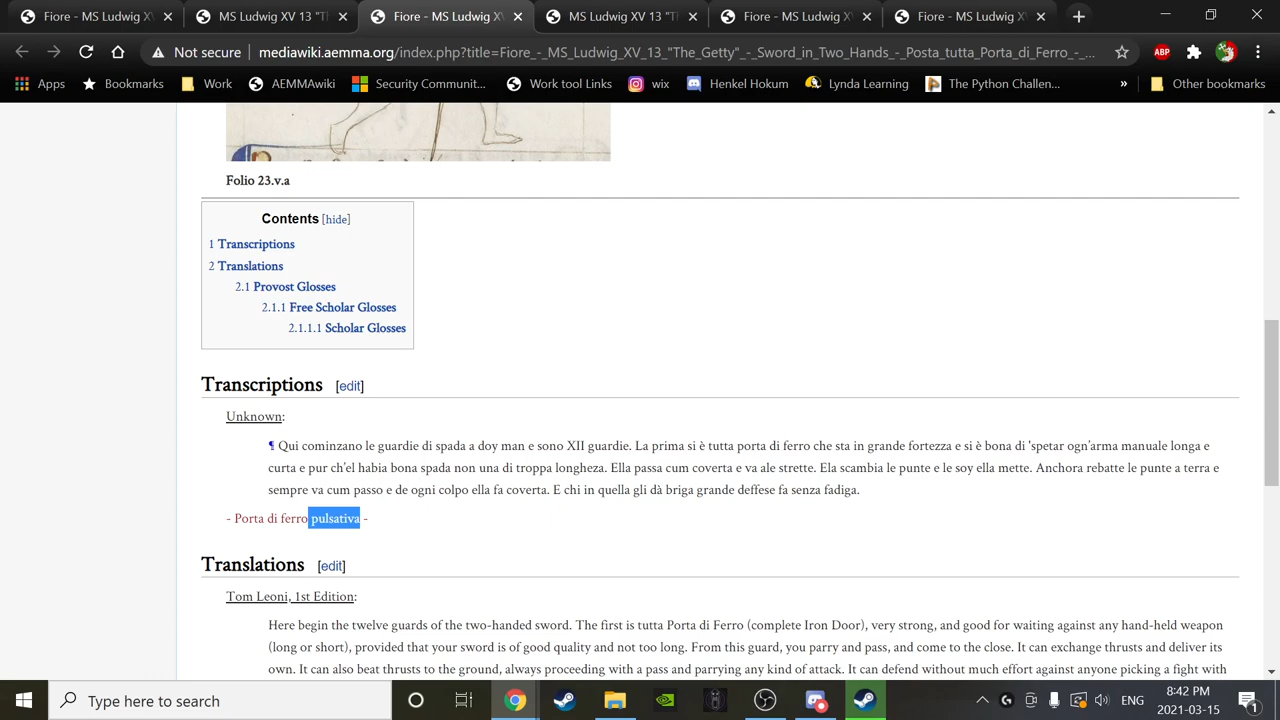 Fiore - MS Ludwig XV
MS Ludwig XV 13 "T
Fiore - MS Ludwig XV
MS Ludwig XV 13 "T
Fiore - MS Ludwig XV
Fiore - MS Ludwig XV
Not secure
mediawiki.aemma.org/index.php?title=Fiore_-_MS_Ludwig_XV_13_"The_Getty"_-_Sword_in_Two_Hands_-_Posta_tutta_Porta_di_Ferro_-_...
ABP
Apps
Bookmarks
Work
AEMMAwiki
Security Communit...
Work tool Links
wix
Henkel Hokum
Lynda Learning
The Python Challen...
»
Other bookmarks
Folio 23.v.a
Contents [hide]
1 Transcriptions
2 Translations
2.1 Provost Glosses
2.1.1 Free Scholar Glosses
2.1.1.1 Scholar Glosses
Transcriptions [edit]
Unknown:
¶ Qui cominzano le guardie di spada a doy man e sono XII guardie. La prima si è tutta porta di ferro che sta in grande fortezza e si è bona di 'spetar ogn'arma manuale longa e
curta e pur ch'el habia bona spada non una di troppa longheza. Ella passa cum coverta e va ale strette. Ela scambia le punte e le soy ella mette. Anchora rebatte le punte a terra e
sempre va cum passo e de ogni colpo ella fa coverta. E chi in quella gli dà briga grande deffese fa senza fadiga.
- Porta di ferro pulsativa -
Translations [edit]
Tom Leoni, 1st Edition:
Here begin the twelve guards of the two-handed sword. The first is tutta Porta di Ferro (complete Iron Door), very strong, and good for waiting against any hand-held weapon
(long or short), provided that your sword is of good quality and not too long. From this guard, you parry and pass, and come to the close. It can exchange thrusts and deliver its
own. It can also beat thrusts to the ground, always proceeding with a pass and parrying any kind of attack. It can defend without much effort against anyone picking a fight with
Type here to search
ENG
8:42 PM
2021-03-15
1